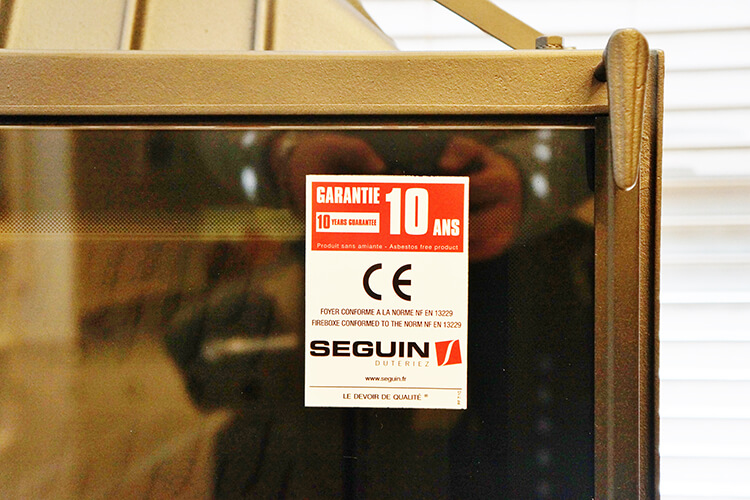 GARANTIE 10 ANS
10 YEARS GUARANTEE
Produit sans amiante - Asbestos free product
CE
FOYER CONFORME A LA NORME NF EN 13229
FIREBOXE CONFORMED TO THE NORM NF EN 13229
SEGUIN
DUTERIEZ
www.seguin.fr
LE DEVOIR DE QUALITÉ ®